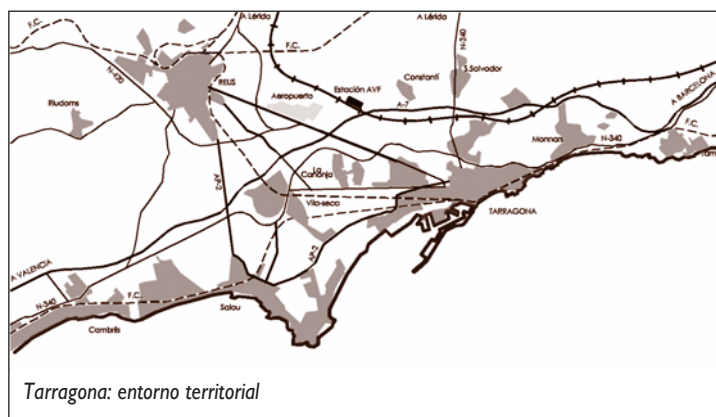 F.C.
A Lérida
A Lérida
F.C.
N-240
N-420
REUS
Estación AVF
Constantí
S.Salvador
A BARCELONA
Riudoms
Aeropuerto
A-7
Monnars
N-340
F.C.
La
Canonja
AP-2
Vila-seca
TARRAGONA
A VALENCIA
AP-2
N-340
F.C.
Salou
Cambrils
Tarragona: entorno territorial